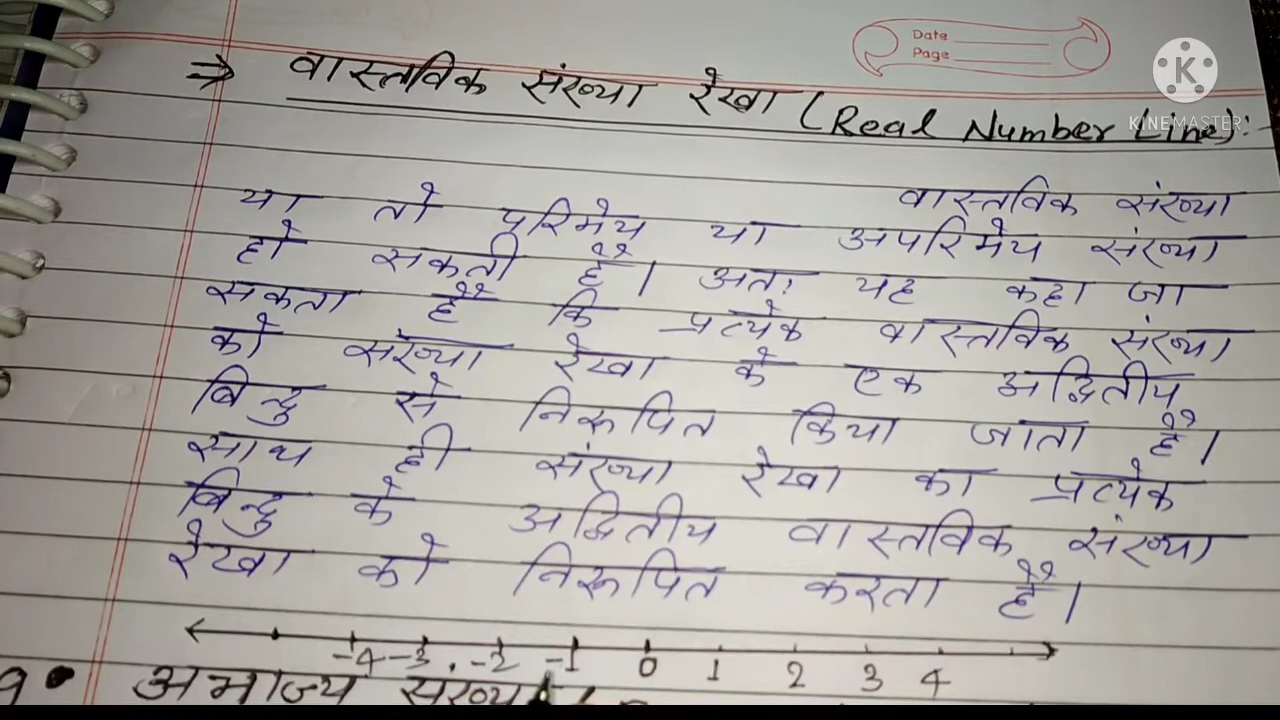 Date
Page
KINEMASTER
⇒ वास्तविक संख्या रेखा (Real Number Line):-
वास्तविक संख्या
या तो परिमेय या अपरिमेय संख्या
हो सकती हैं। अतः यह कहा जा
सकता हैं कि प्रत्येक वास्तविक संख्या
को संख्या रेखा के एक अद्वितीय
बिन्दु से निरूपित किया जाता हैं।
साथ ही संख्या रेखा का प्रत्येक
बिन्दु के अद्वितीय वास्तविक संख्या
रेखा को निरूपित करता हैं।
-4 -3 -2 -1 0 1 2 3 4
9• अभाज्य संख्या (